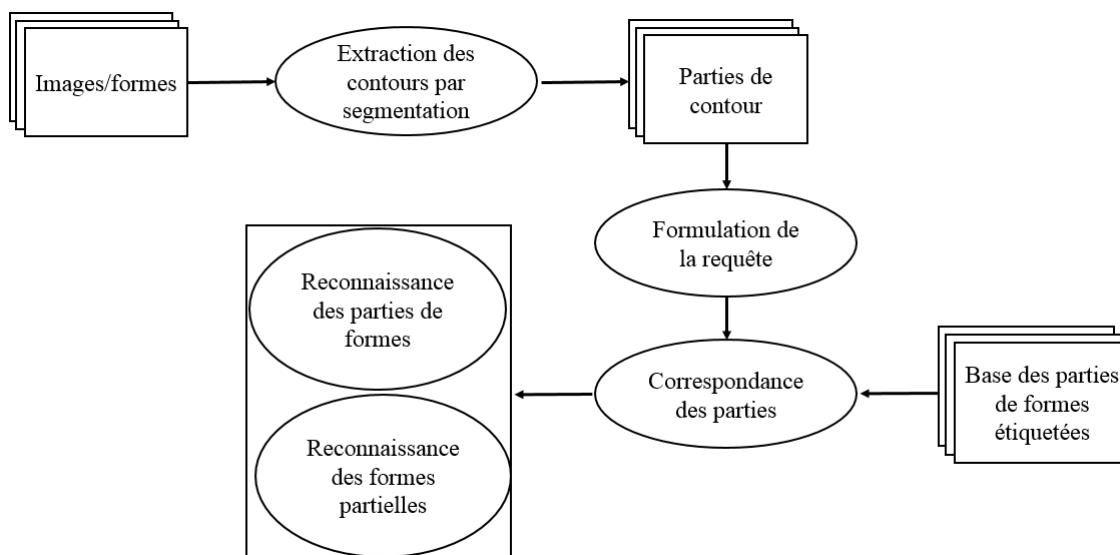 Images/formes
Extraction des
contours par
segmentation
Parties de
contour
Formulation de
la requête
Reconnaissance
des parties de
formes
Correspondance
des parties
Base des parties
de formes
étiquetées
Reconnaissance
des formes
partielles